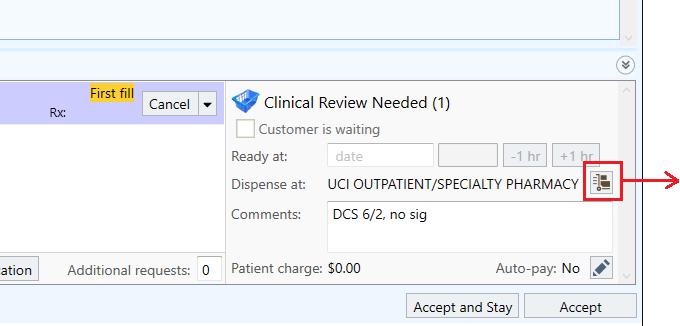 First fill
Rx:
Cancel
cation
Additional requests: 0
Clinical Review Needed (1)
Customer is waiting
Ready at: date -1 hr +1 hr
Dispense at: UCI OUTPATIENT/SPECIALTY PHARMACY
Comments: DCS 6/2, no sig
Patient charge: $0.00 Auto-pay: No
Accept and Stay Accept